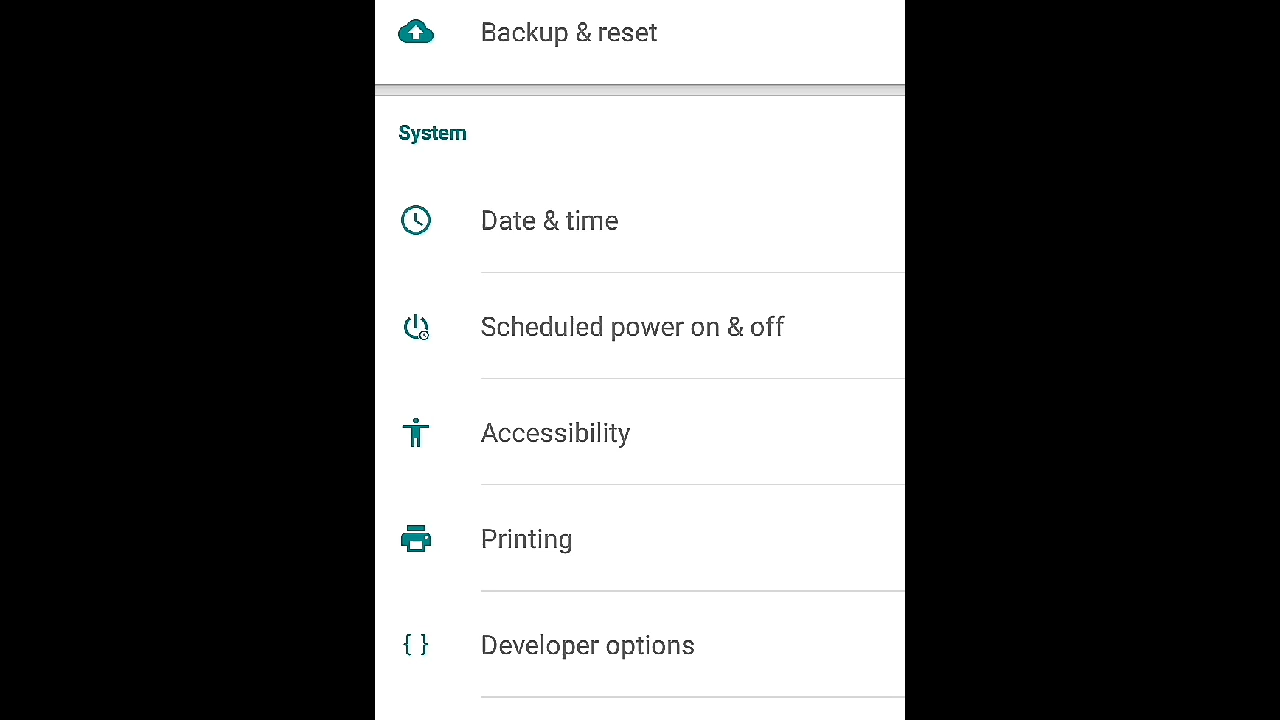 Backup & reset
System
Date & time
Scheduled power on & off
Accessibility
Printing
Developer options